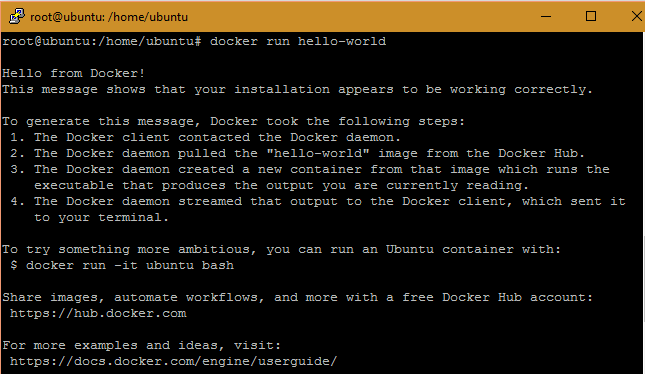 root@ubuntu: /home/ubuntu
root@ubuntu:/home/ubuntu# docker run hello-world
Hello from Docker!
This message shows that your installation appears to be working correctly.
To generate this message, Docker took the following steps:
1. The Docker client contacted the Docker daemon.
2. The Docker daemon pulled the "hello-world" image from the Docker Hub.
3. The Docker daemon created a new container from that image which runs the
executable that produces the output you are currently reading.
4. The Docker daemon streamed that output to the Docker client, which sent it
to your terminal.
To try something more ambitious, you can run an Ubuntu container with:
$ docker run -it ubuntu bash
Share images, automate workflows, and more with a free Docker Hub account:
https://hub.docker.com
For more examples and ideas, visit:
https://docs.docker.com/engine/userguide/